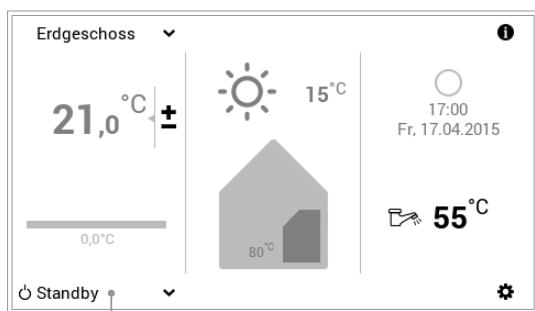 Erdgeschoss
21,0 °C ±
0,0°C
Standby
15°C
80°C
17:00
Fr, 17.04.2015
55°C